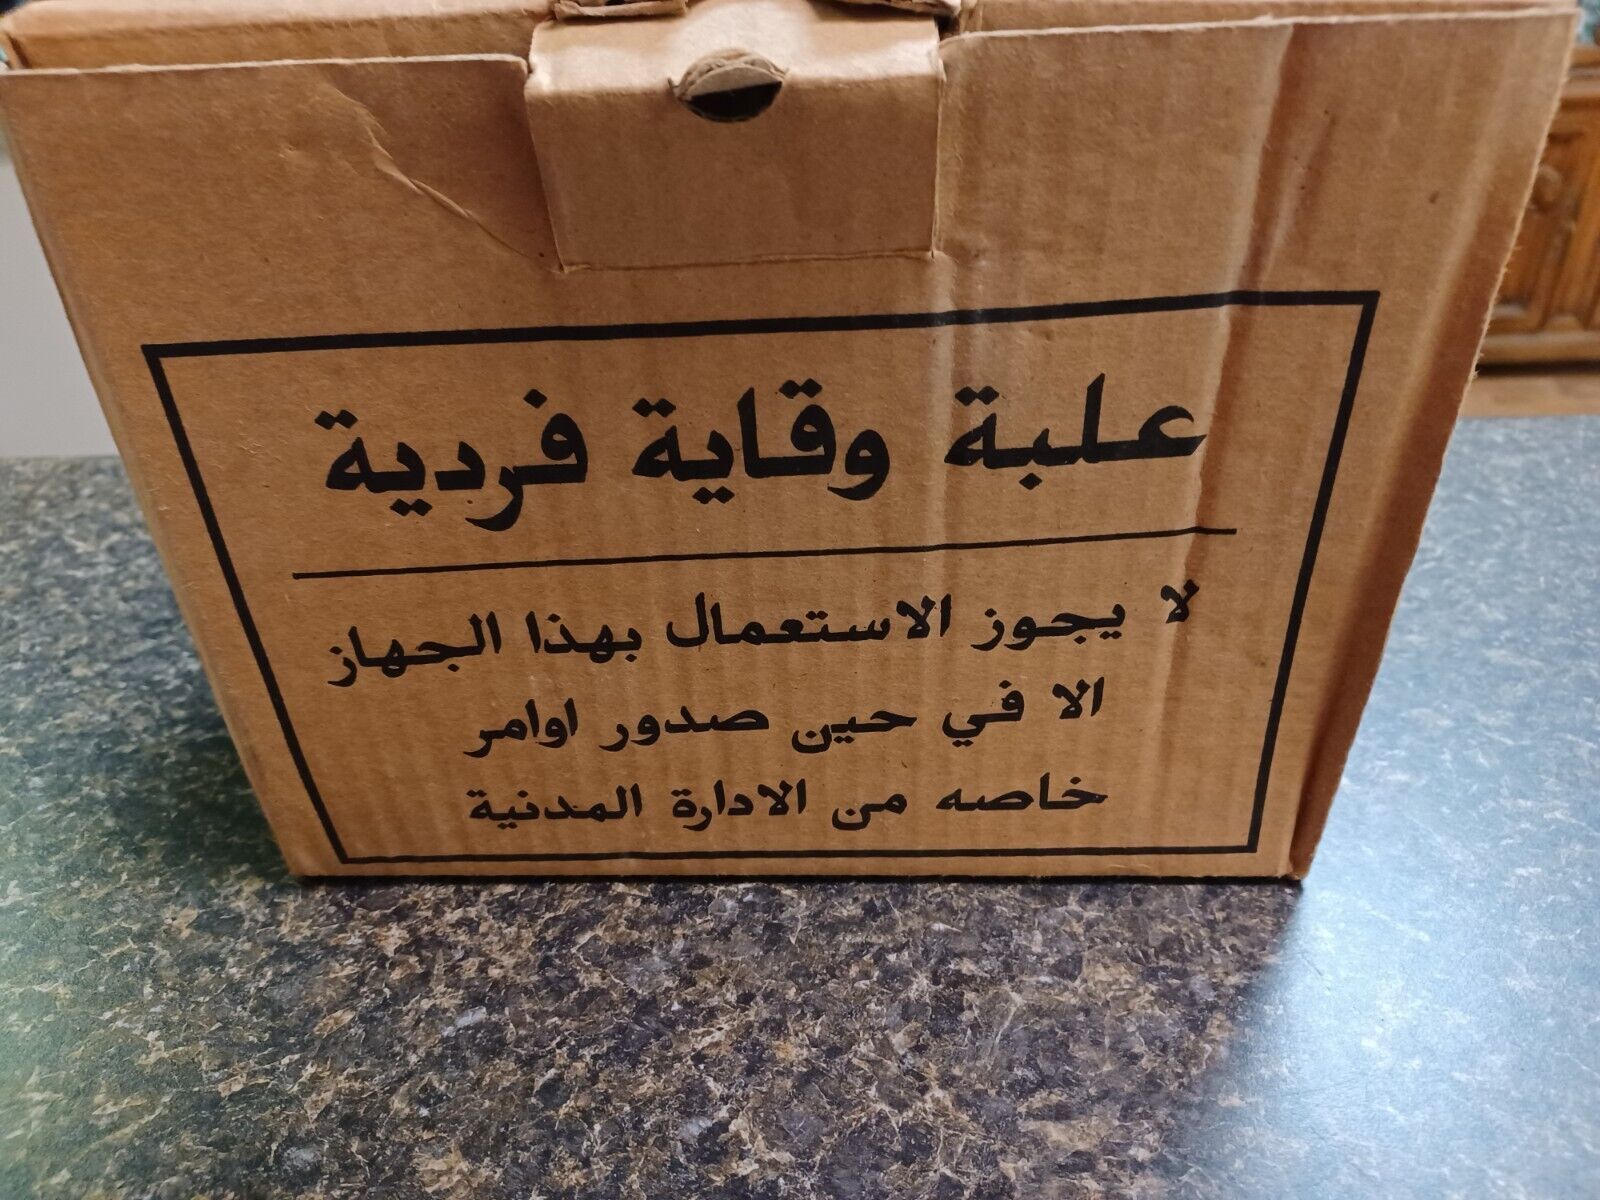 علبة وقاية فردية
لا يجوز الاستعمال بهذا الجهاز
الا في حين صدور اوامر
خاصه من الادارة المدنية